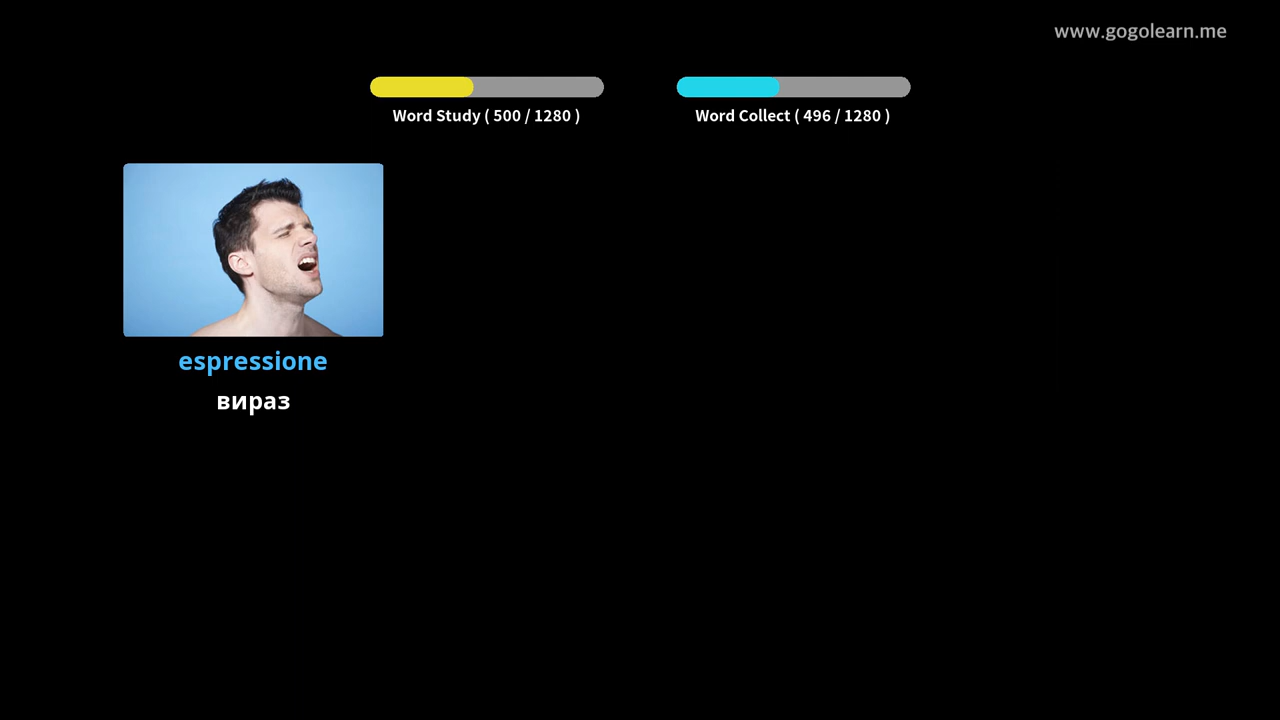 www.gogolearn.me
Word Study ( 500 / 1280 )
Word Collect ( 496 / 1280 )
espressione
вираз